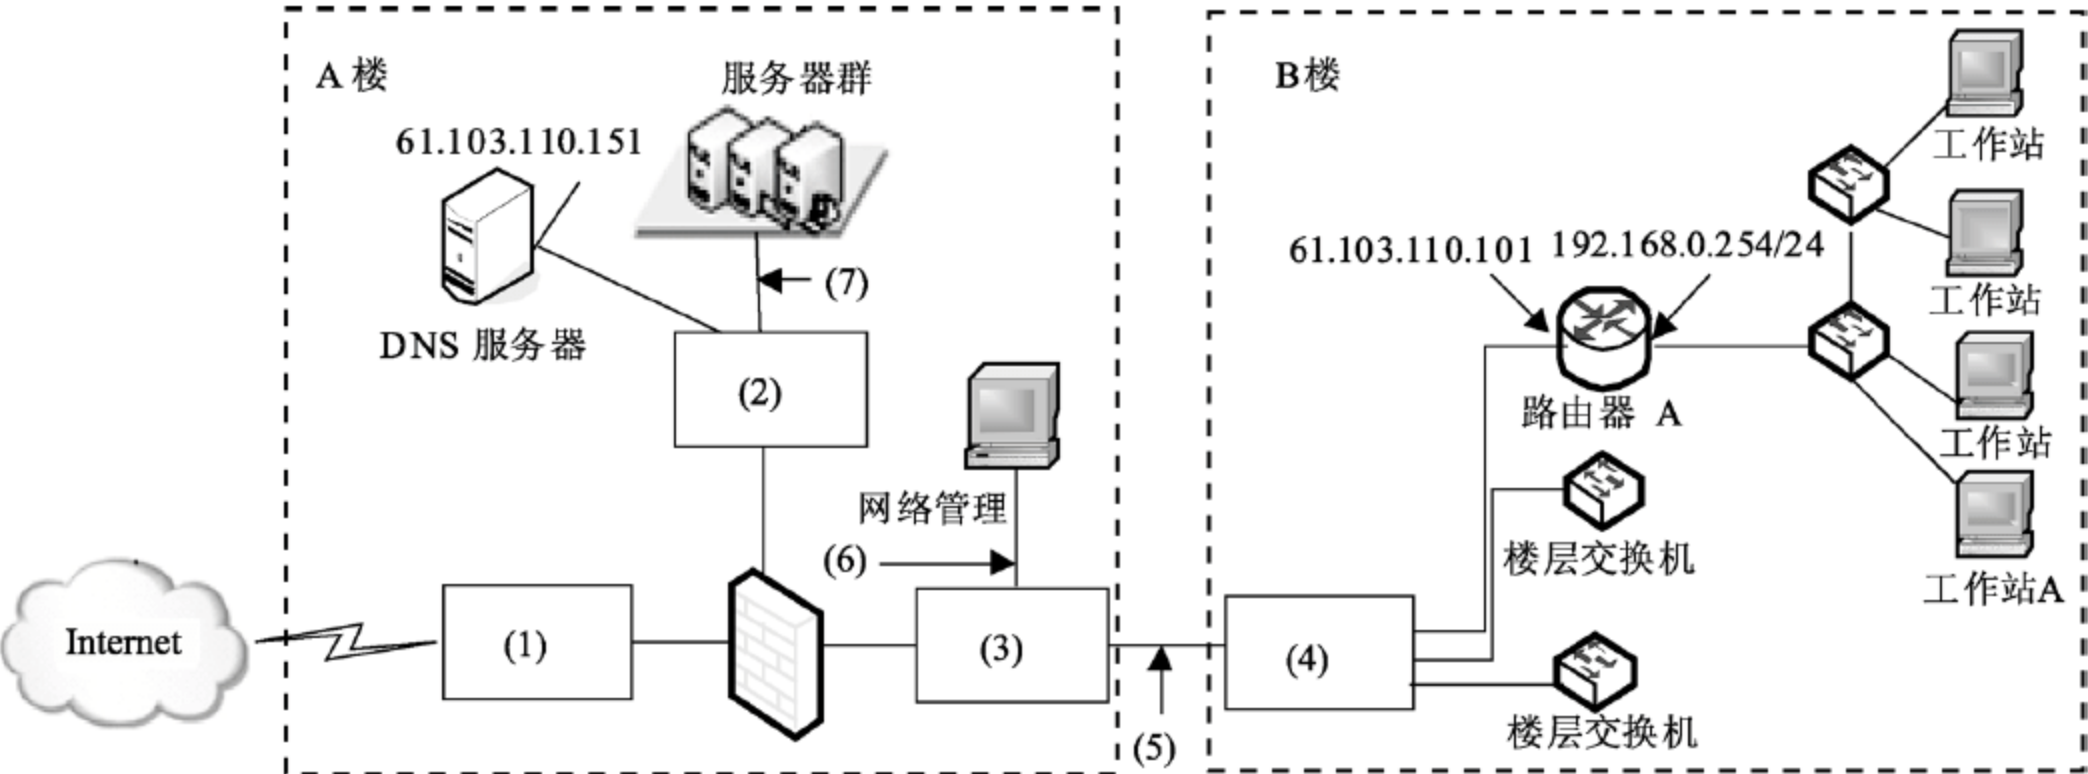 A 楼
服务器群
61.103.110.151
(7)
DNS 服务器
(2)
网络管理
(6)
Internet
(1)
(3)
(5)
B楼
工作站
61.103.110.101
192.168.0.254/24
工作站
路由器 A
工作站
楼层交换机
工作站A
(4)
楼层交换机